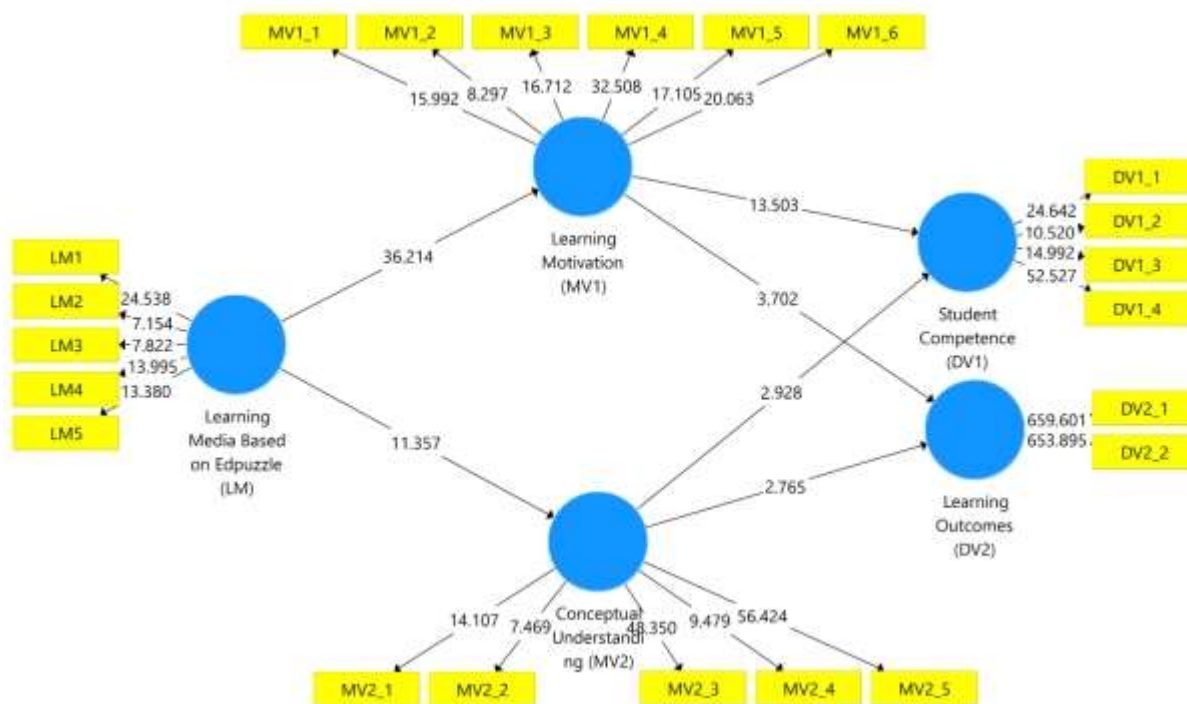 MV1_1 MV1_2 MV1_3 MV1_4 MV1_5 MV1_6
15.992 8.297 16.712 32.508 17.105 20.063
Learning
Motivation
(MV1)
13.503
36.214
3.702
DV1_1
DV1_2
DV1_3
DV1_4
24.642
10.520
14.992
52.527
Student
Competence
(DV1)
LM1
LM2
LM3
LM4
LM5
24.538
7.154
7.822
13.995
13.380
Learning
Media Based
on Edpuzzle
(LM)
11.357
2.928
2.765
659.601
653.895
DV2_1
DV2_2
Learning
Outcomes
(DV2)
Conceptual
Understandi
ng (MV2)
14.107 7.469 48.350 9.479 56.424
MV2_1 MV2_2 MV2_3 MV2_4 MV2_5